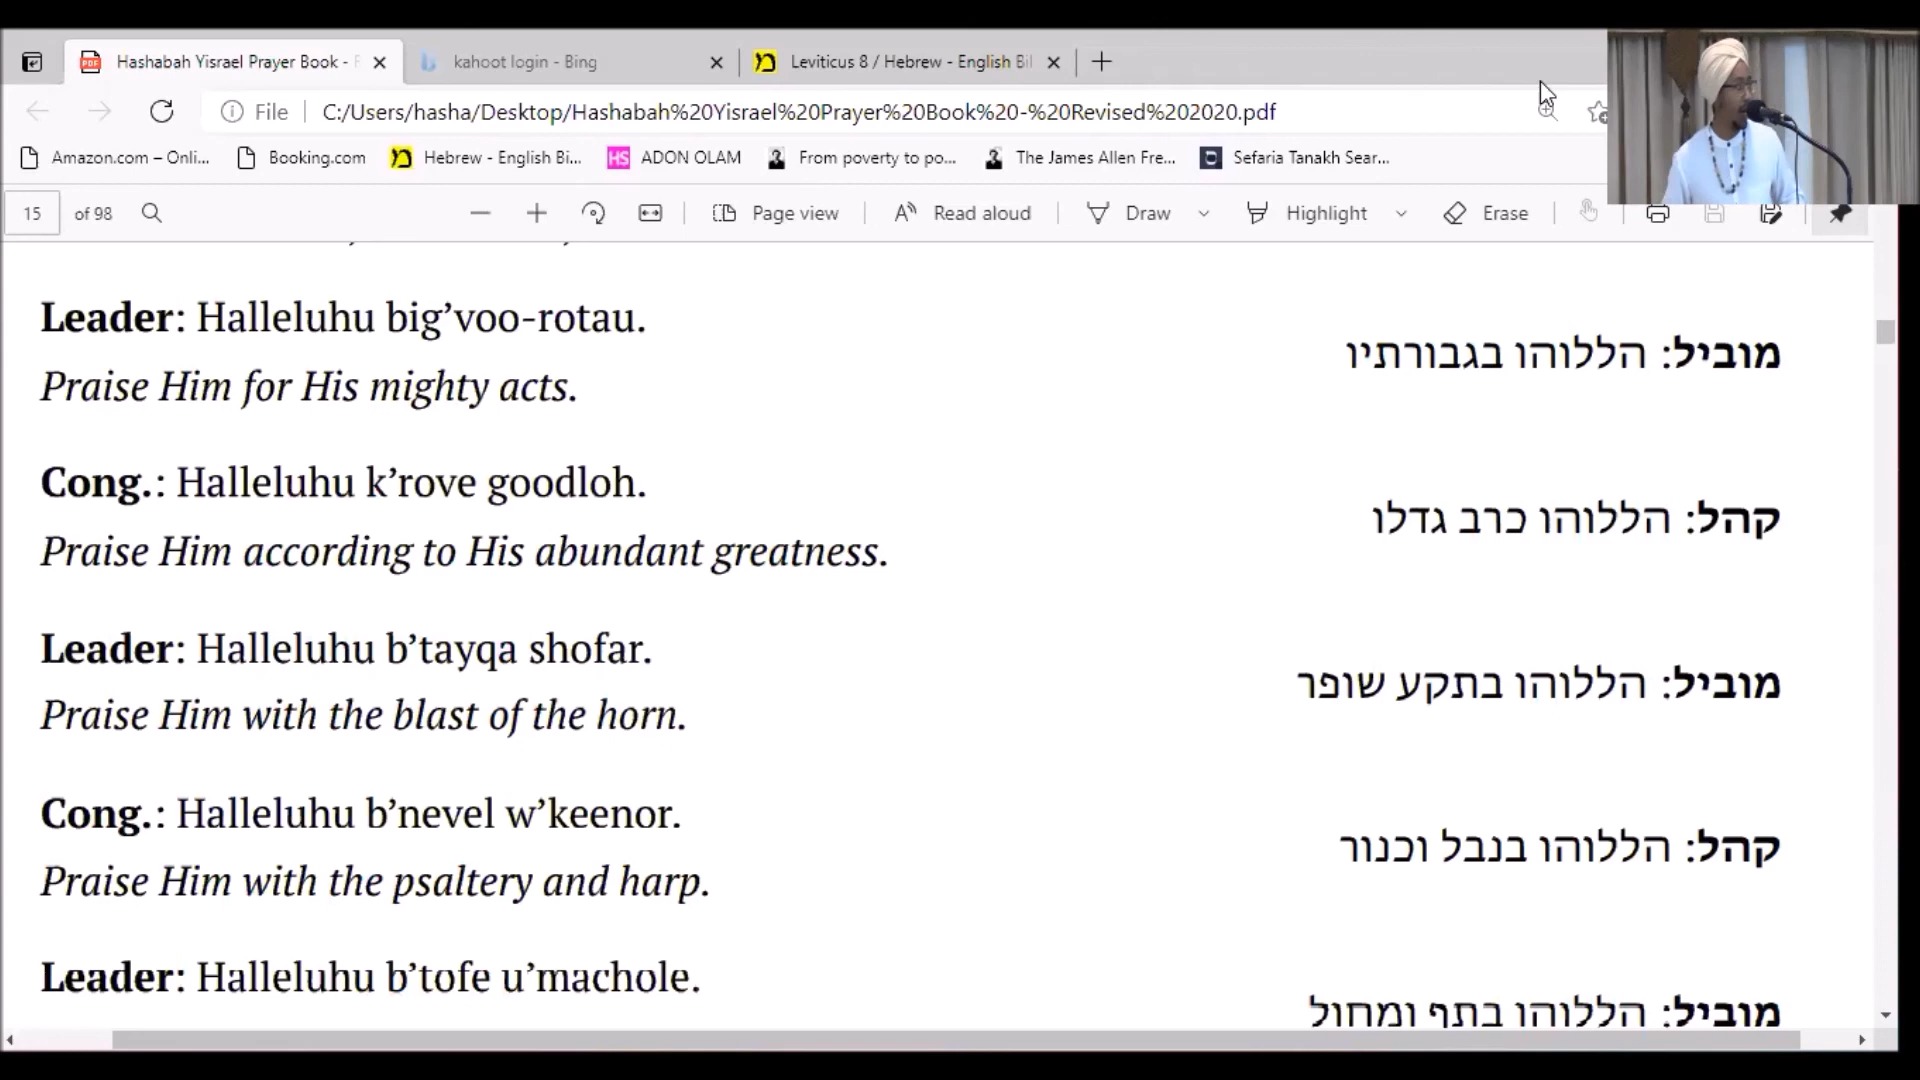 Hashabah Yisrael Prayer Book -
kahoot login - Bing
Leviticus 8 / Hebrew - English Bil
File
C:/Users/hasha/Desktop/Hashabah%20Yisrael%20Prayer%20Book%20-%20Revised%202020.pdf
Amazon.com – Onli...
Booking.com
Hebrew - English Bi...
HS
ADON OLAM
From poverty to po...
The James Allen Fre...
Sefaria Tanakh Sear...
15 of 98
Page view
Read aloud
Draw
Highlight
Erase
Leader: Halleluhu big’voo-rotau.
מוביל: הללוהו בגבורתיו
Praise Him for His mighty acts.
Cong.: Halleluhu k’rove goodloh.
קהל: הללוהו כרב גדלו
Praise Him according to His abundant greatness.
Leader: Halleluhu b’tayqa shofar.
מוביל: הללוהו בתקע שופר
Praise Him with the blast of the horn.
Cong.: Halleluhu b’nevel w’keenor.
קהל: הללוהו בנבל וכנור
Praise Him with the psaltery and harp.
Leader: Halleluhu b’tofe u’machole.
מוביל: הללוהו בתף ומחול